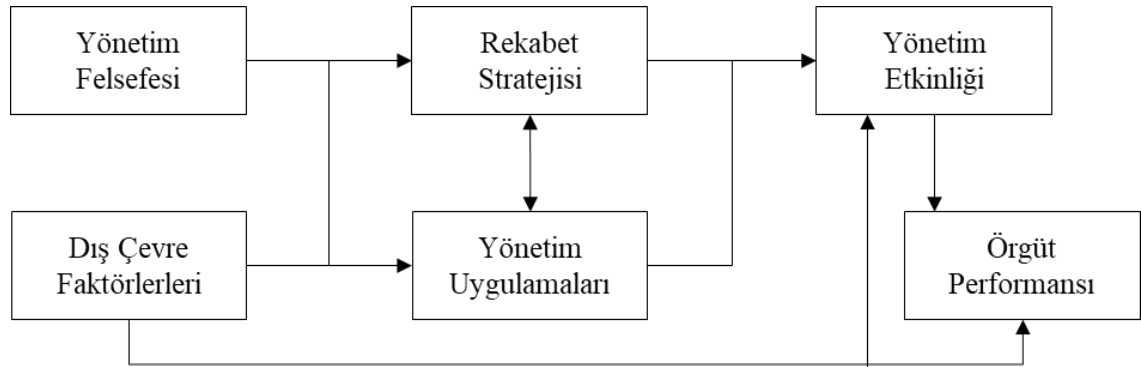 Yönetim
Felsefesi
Rekabet
Stratejisi
Yönetim
Etkinliği
Dış Çevre
Faktörlerleri
Yönetim
Uygulamaları
Örgüt
Performansı